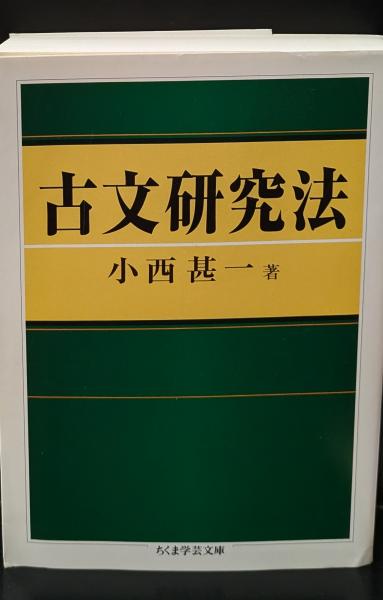 古文研究法
小西甚一 著
ちくま学芸文庫